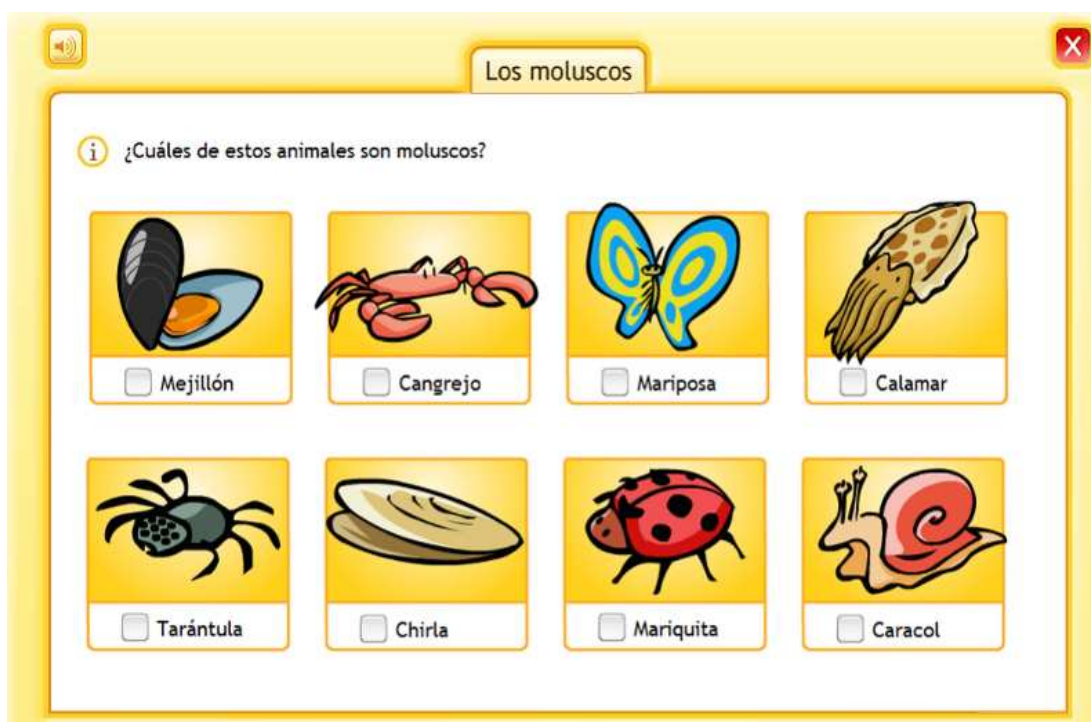 Los moluscos
¿Cuáles de estos animales son moluscos?
Mejillón
Cangrejo
Mariposa
Calamar
Tarántula
Chirla
Mariquita
Caracol